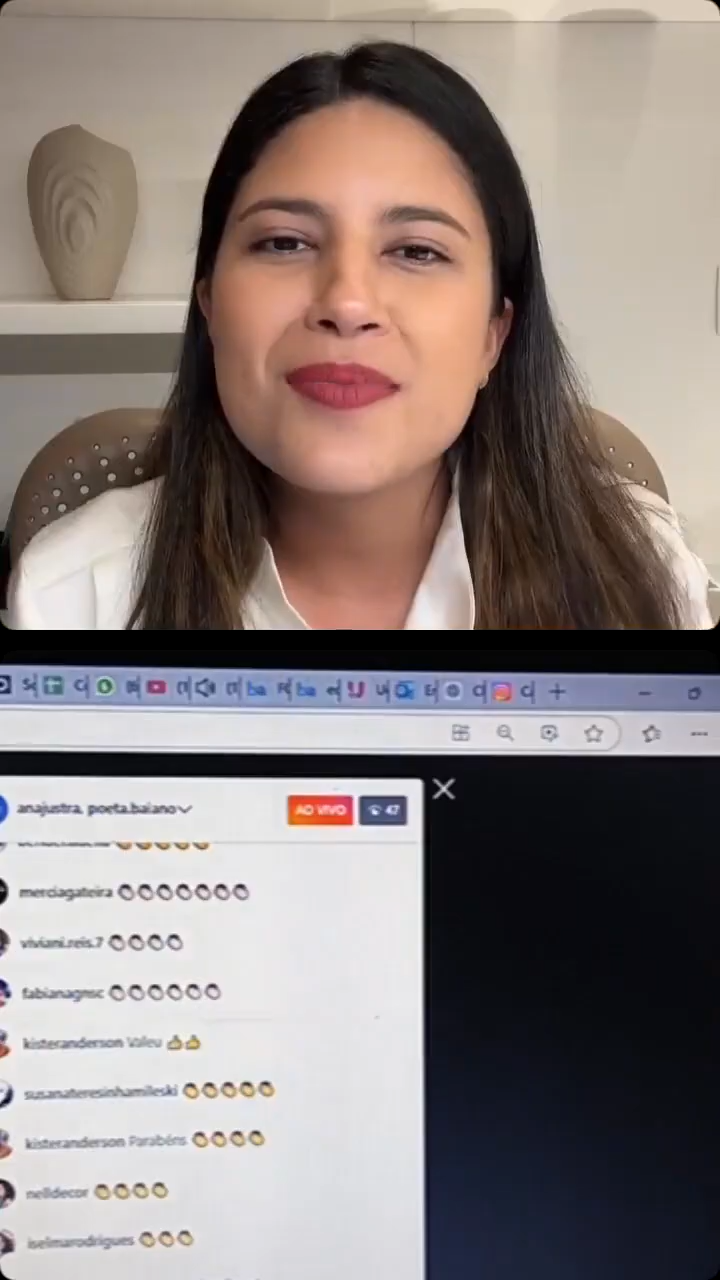 anajustra, poeta.baiano
AO VIVO
47
merciagateira
viviani.reis.7
fabianagmsc
kisteranderson Valeu
susanateresinhamileski
kisteranderson Parabéns
nelldecor
iselmarodrigues